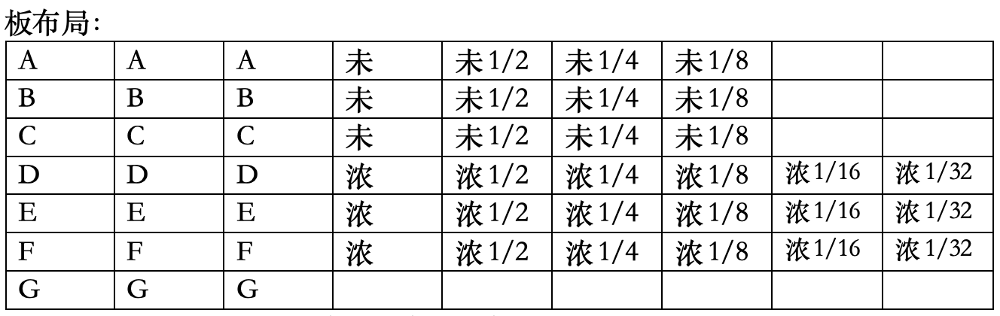 板布局:
A A A 未 未1/2 未1/4 未1/8
B B B 未 未1/2 未1/4 未1/8
C C C 未 未1/2 未1/4 未1/8
D D D 浓 浓1/2 浓1/4 浓1/8 浓1/16 浓1/32
E E E 浓 浓1/2 浓1/4 浓1/8 浓1/16 浓1/32
F F F 浓 浓1/2 浓1/4 浓1/8 浓1/16 浓1/32
G G G